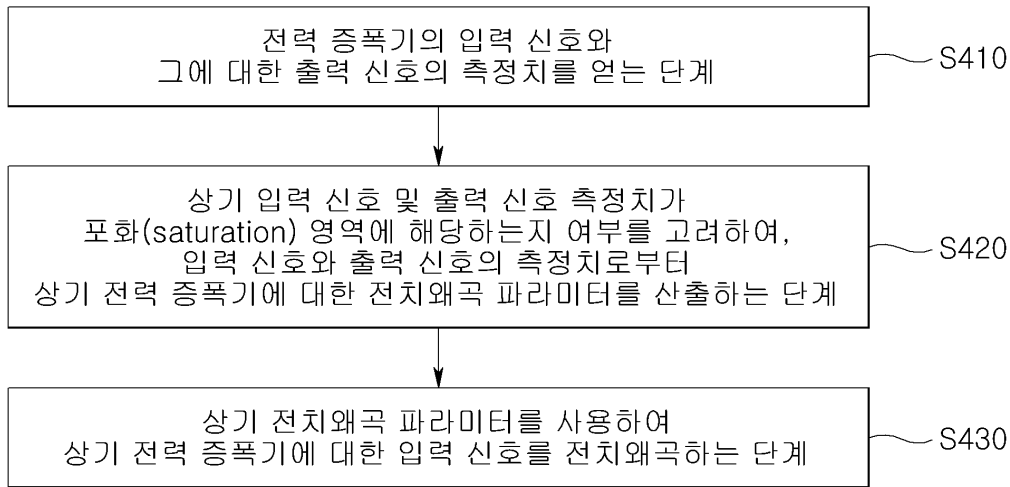 전력 증폭기의 입력 신호와
그에 대한 출력 신호의 측정치를 얻는 단계
S410
상기 입력 신호 및 출력 신호 측정치가
포화(saturation) 영역에 해당하는지 여부를 고려하여,
입력 신호와 출력 신호의 측정치로부터
상기 전력 증폭기에 대한 전치왜곡 파라미터를 산출하는 단계
S420
상기 전치왜곡 파라미터를 사용하여
상기 전력 증폭기에 대한 입력 신호를 전치왜곡하는 단계
S430